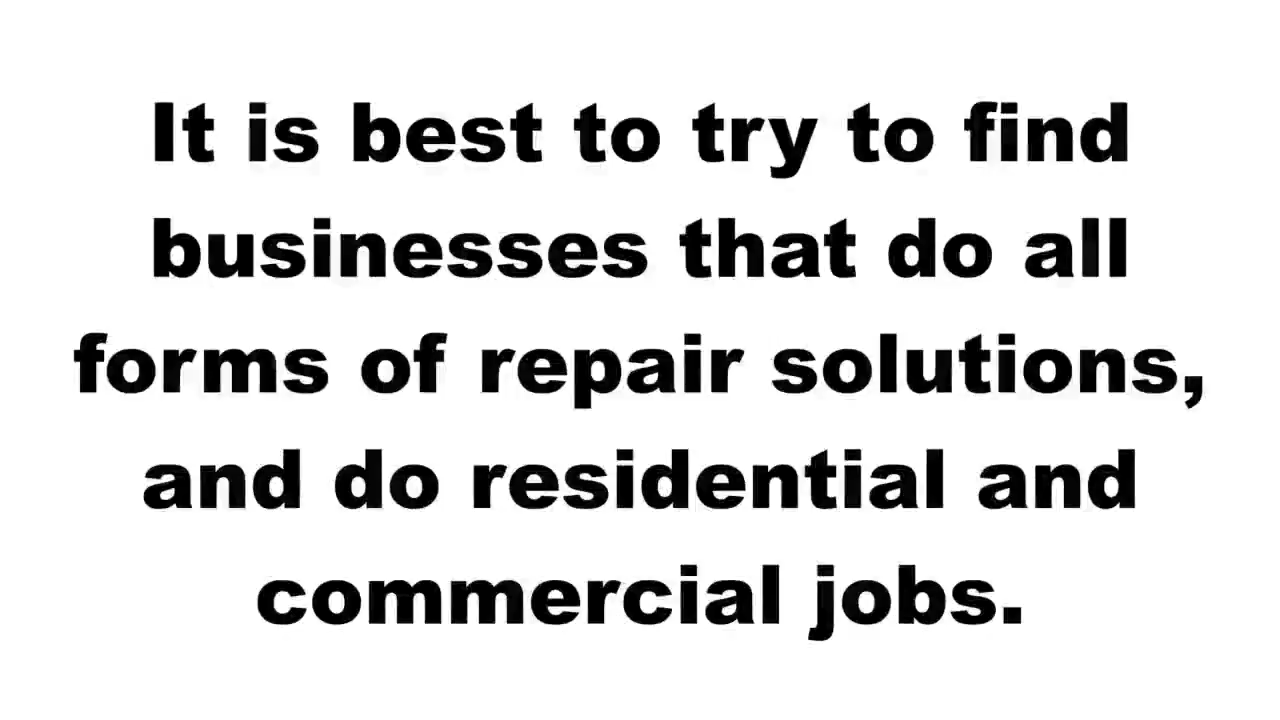 It is best to try to find
businesses that do all
forms of repair solutions,
and do residential and
commercial jobs.